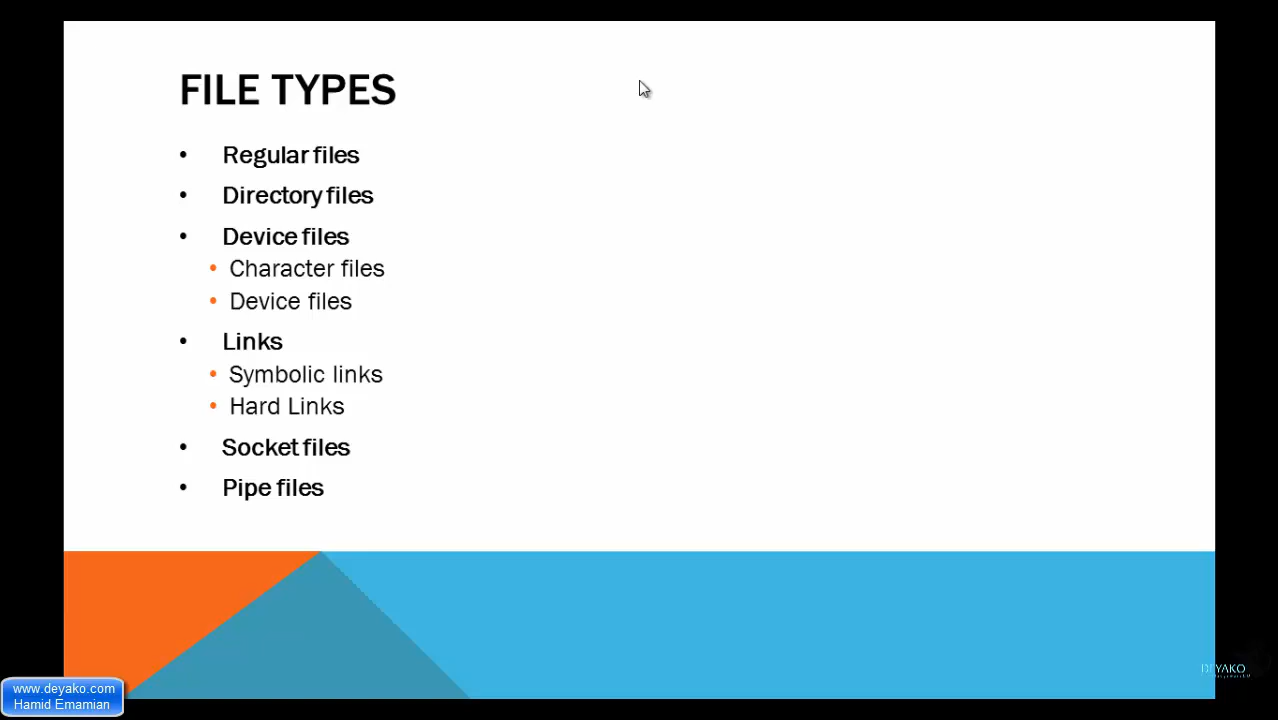 FILE TYPES
• Regular files
• Directory files
• Device files
• Character files
• Device files
• Links
• Symbolic links
• Hard Links
• Socket files
• Pipe files
www.deyako.com
Hamid Emamian
DEYAKO